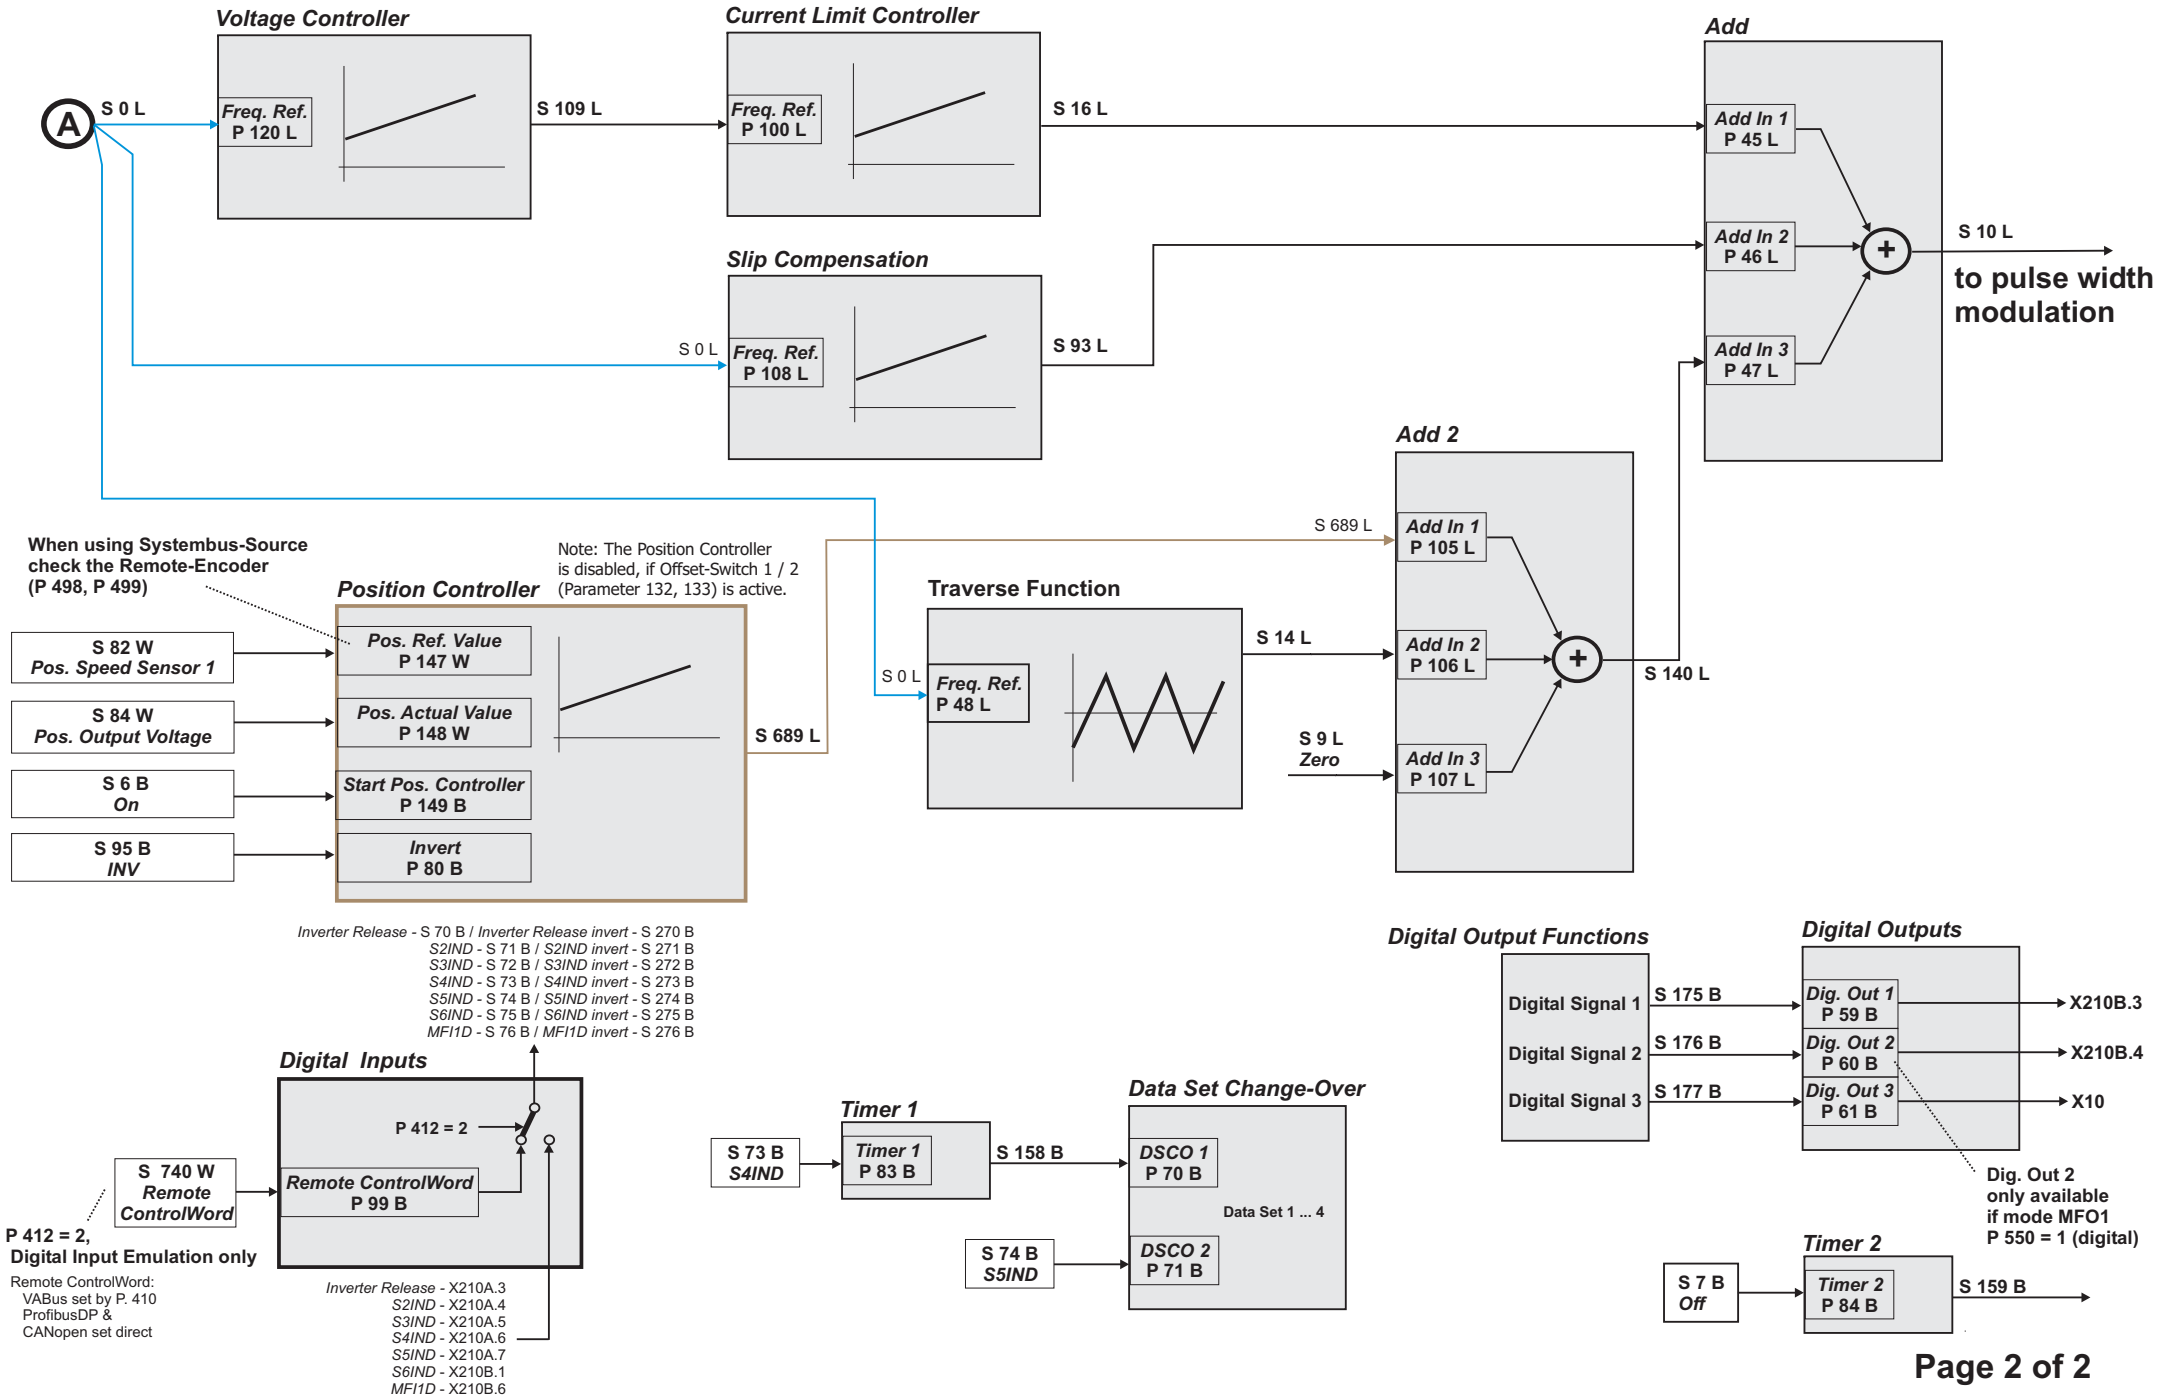 Voltage Controller
Current Limit Controller
Add
A
S 0 L
Freq. Ref.
P 120 L
S 109 L
Freq. Ref.
P 100 L
S 16 L
Add In 1
P 45 L
Add In 2
P 46 L
Add In 3
P 47 L
+
S 10 L
to pulse width
modulation
Slip Compensation
S 0 L
Freq. Ref.
P 108 L
S 93 L
Add 2
S 689 L
Add In 1
P 105 L
Add In 2
P 106 L
Add In 3
P 107 L
+
S 140 L
When using Systembus-Source
check the Remote-Encoder
(P 498, P 499)
Note: The Position Controller
is disabled, if Offset-Switch 1 / 2
(Parameter 132, 133) is active.
Position Controller
S 82 W
Pos. Speed Sensor 1
Pos. Ref. Value
P 147 W
S 84 W
Pos. Output Voltage
Pos. Actual Value
P 148 W
S 6 B
On
Start Pos. Controller
P 149 B
S 95 B
INV
Invert
P 80 B
S 689 L
Traverse Function
S 0 L
Freq. Ref.
P 48 L
S 14 L
S 9 L
Zero
Inverter Release - S 70 B / Inverter Release invert - S 270 B
S2IND - S 71 B / S2IND invert - S 271 B
S3IND - S 72 B / S3IND invert - S 272 B
S4IND - S 73 B / S4IND invert - S 273 B
S5IND - S 74 B / S5IND invert - S 274 B
S6IND - S 75 B / S6IND invert - S 275 B
MFI1D - S 76 B / MFI1D invert - S 276 B
Digital Inputs
P 412 = 2
S 740 W
Remote
ControlWord
Remote ControlWord
P 99 B
P 412 = 2,
Digital Input Emulation only
Remote ControlWord:
VABus set by P. 410
ProfibusDP &
CANopen set direct
Inverter Release - X210A.3
S2IND - X210A.4
S3IND - X210A.5
S4IND - X210A.6
S5IND - X210A.7
S6IND - X210B.1
MFI1D - X210B.6
Timer 1
S 73 B
S4IND
Timer 1
P 83 B
S 158 B
Data Set Change-Over
DSCO 1
P 70 B
Data Set 1 ... 4
S 74 B
S5IND
DSCO 2
P 71 B
Digital Output Functions
Digital Outputs
Digital Signal 1
S 175 B
Dig. Out 1
P 59 B
X210B.3
Digital Signal 2
S 176 B
Dig. Out 2
P 60 B
X210B.4
Digital Signal 3
S 177 B
Dig. Out 3
P 61 B
X10
Dig. Out 2
only available
if mode MFO1
P 550 = 1 (digital)
Timer 2
S 7 B
Off
Timer 2
P 84 B
S 159 B
Page 2 of 2